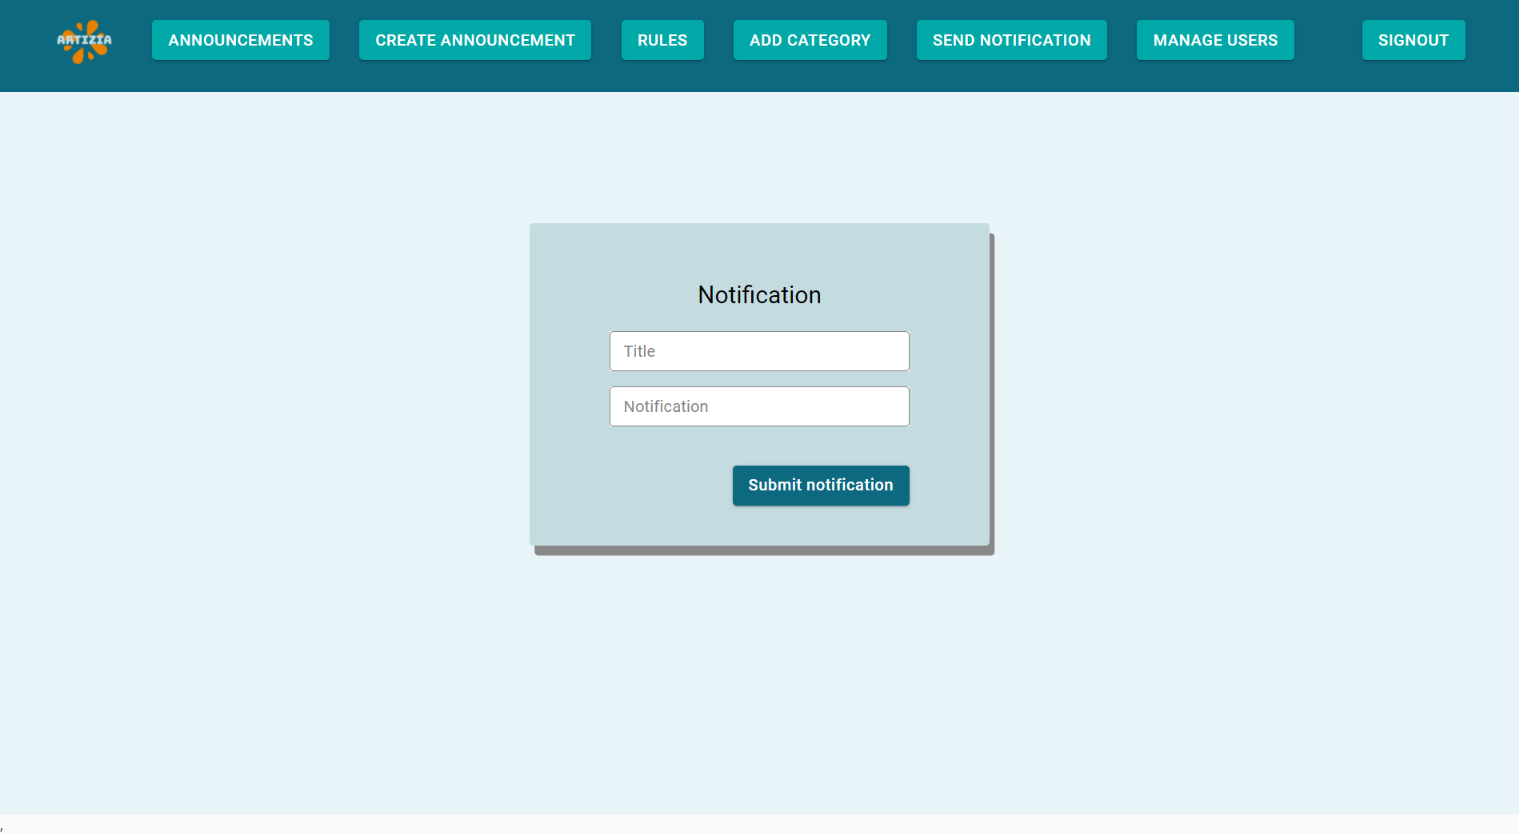 ARTIZIA
ANNOUNCEMENTS CREATE ANNOUNCEMENT RULES ADD CATEGORY SEND NOTIFICATION MANAGE USERS SIGNOUT
Notification
Title
Notification
Submit notification
,